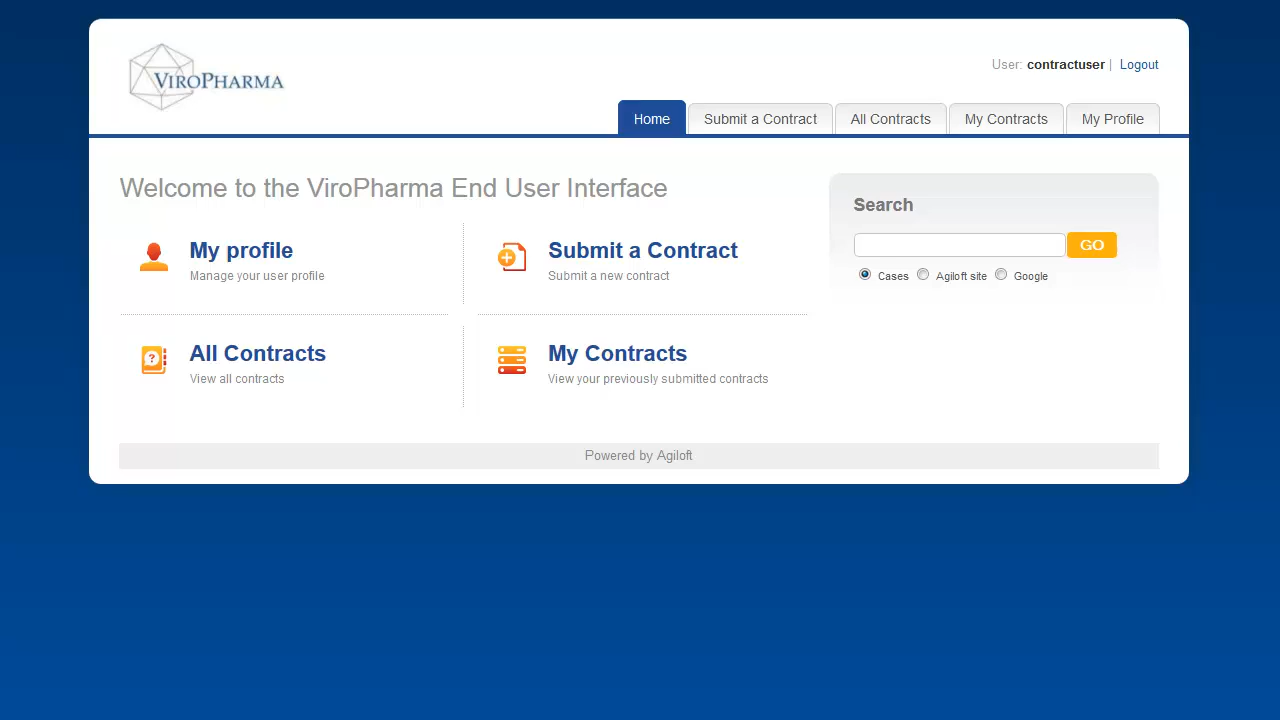 VIROPHARMA
User: contractuser | Logout
Home Submit a Contract All Contracts My Contracts My Profile
Welcome to the ViroPharma End User Interface
My profile
Manage your user profile
Submit a Contract
Submit a new contract
All Contracts
View all contracts
My Contracts
View your previously submitted contracts
Search
GO
Cases Agiloft site Google
Powered by Agiloft